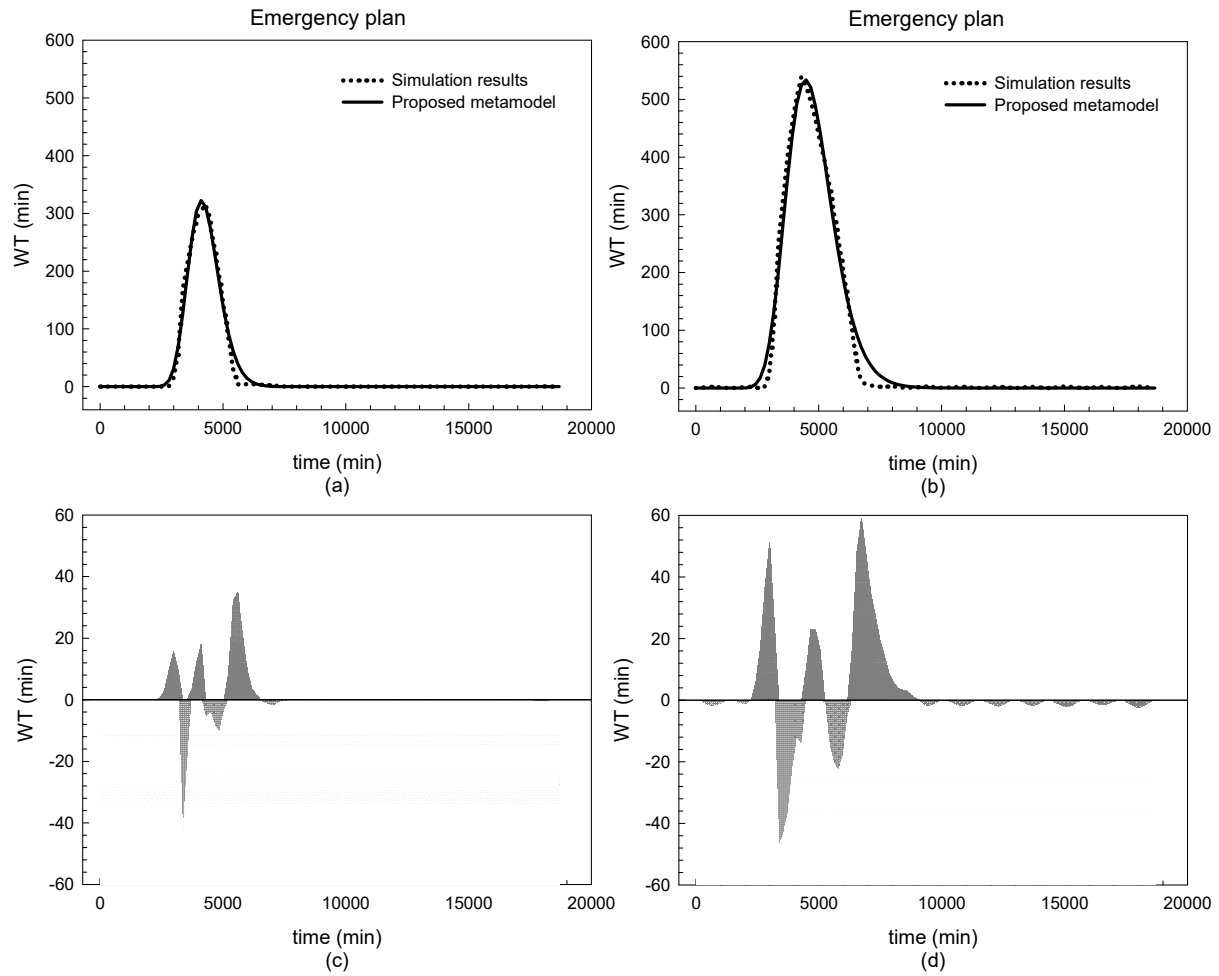 Emergency plan
600
500
400
300
200
100
0
WT (min)
Simulation results
Proposed metamodel
0 5000 10000 15000 20000
time (min)
(a)
Emergency plan
600
500
400
300
200
100
0
WT (min)
Simulation results
Proposed metamodel
0 5000 10000 15000 20000
time (min)
(b)
60
40
20
0
-20
-40
-60
WT (min)
0 5000 10000 15000 20000
time (min)
(c)
60
40
20
0
-20
-40
-60
WT (min)
0 5000 10000 15000 20000
time (min)
(d)